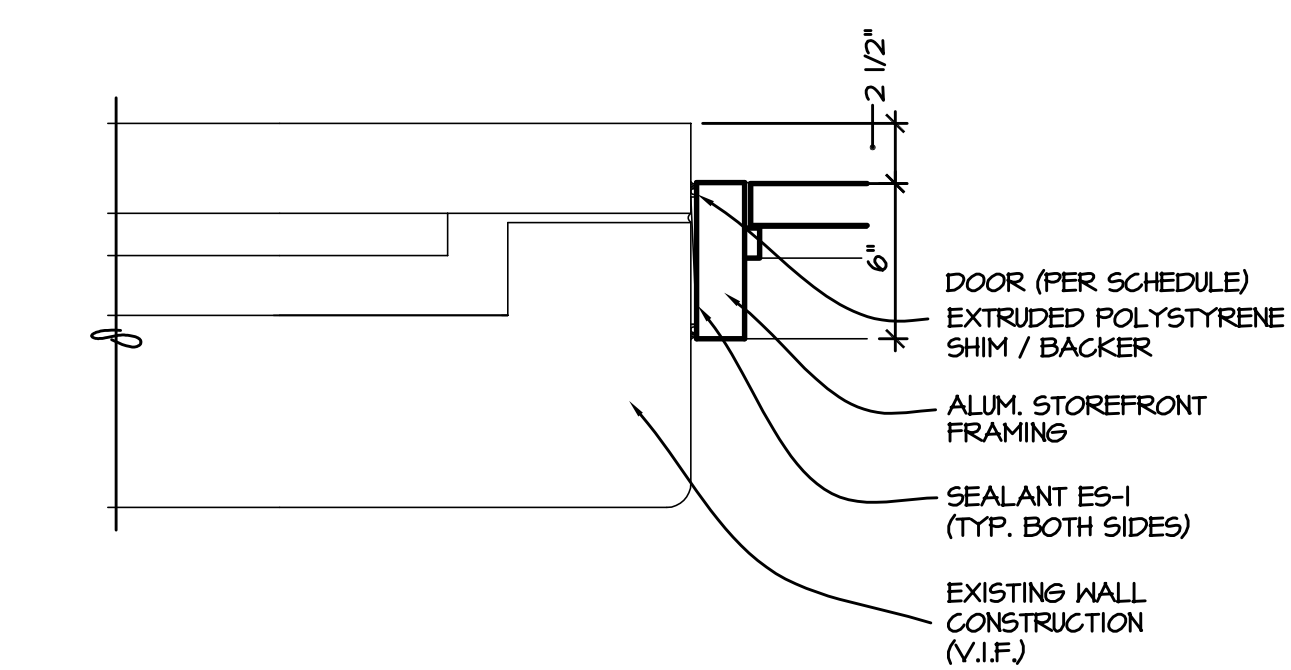 2 1/2"
6"
DOOR (PER SCHEDULE)
EXTRUDED POLYSTYRENE
SHIM / BACKER
ALUM. STOREFRONT
FRAMING
SEALANT ES-1
(TYP. BOTH SIDES)
EXISTING WALL
CONSTRUCTION
(V.I.F.)